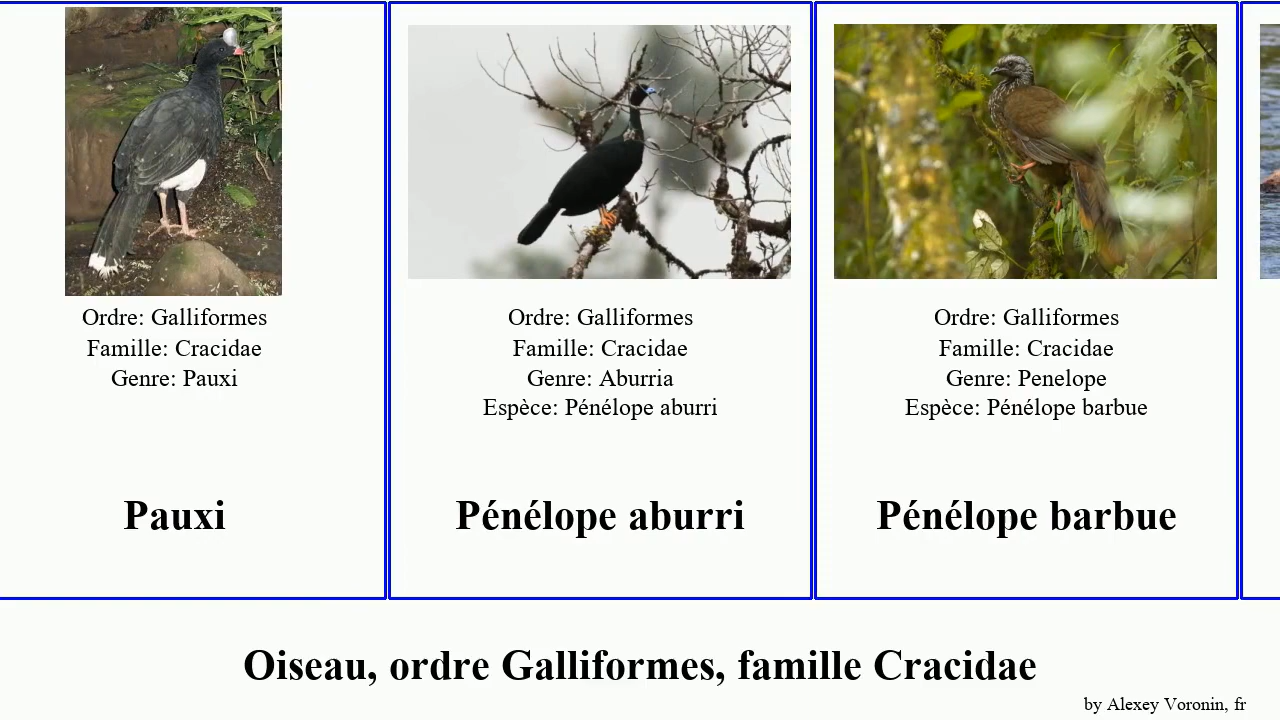 Ordre: Galliformes
Famille: Cracidae
Genre: Pauxi
Pauxi
Ordre: Galliformes
Famille: Cracidae
Genre: Aburria
Espèce: Pénélope aburri
Pénélope aburri
Ordre: Galliformes
Famille: Cracidae
Genre: Penelope
Espèce: Pénélope barbue
Pénélope barbue
Oiseau, ordre Galliformes, famille Cracidae
by Alexey Voronin, fr